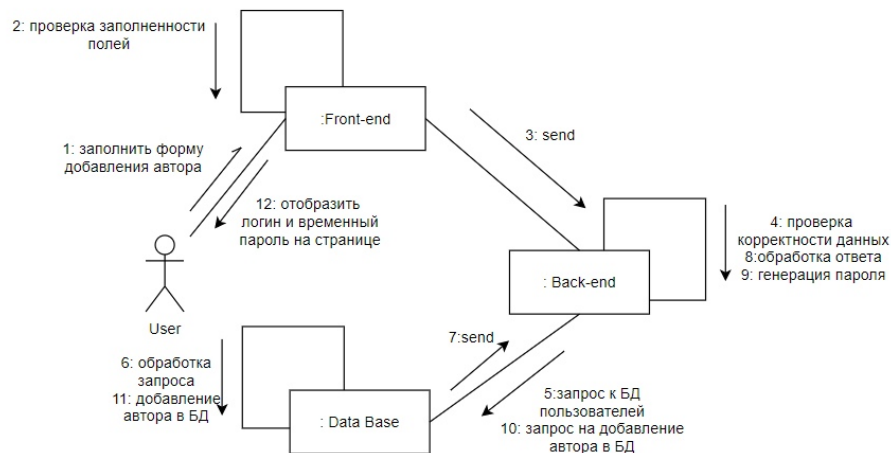 2: проверка заполненности
полей
:Front-end
3: send
1: заполнить форму
добавления автора
12: отобразить
логин и временный
пароль на странице
4: проверка
корректности данных
8:обработка ответа
9: генерация пароля
: Back-end
User
7:send
6: обработка
запроса
11: добавление
автора в БД
: Data Base
5:запрос к БД
пользователей
10: запрос на добавление
автора в БД